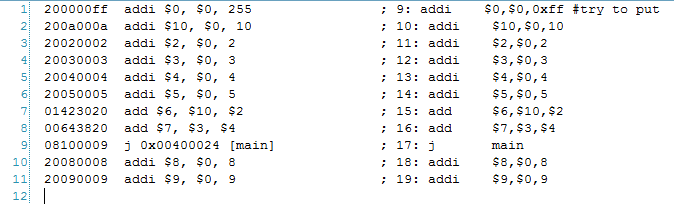 1 200000ff addi $0, $0, 255 ; 9: addi $0,$0,0xff #try to put
2 200a000a addi $10, $0, 10 ; 10: addi $10,$0,10
3 20020002 addi $2, $0, 2 ; 11: addi $2,$0,2
4 20030003 addi $3, $0, 3 ; 12: addi $3,$0,3
5 20040004 addi $4, $0, 4 ; 13: addi $4,$0,4
6 20050005 addi $5, $0, 5 ; 14: addi $5,$0,5
7 01423020 add $6, $10, $2 ; 15: add $6,$10,$2
8 00643820 add $7, $3, $4 ; 16: add $7,$3,$4
9 08100009 j 0x00400024 [main] ; 17: j main
10 20080008 addi $8, $0, 8 ; 18: addi $8,$0,8
11 20090009 addi $9, $0, 9 ; 19: addi $9,$0,9
12